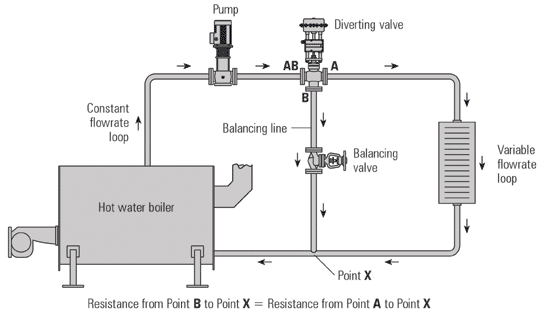 Pump
Diverting valve
AB
A
B
Constant
flowrate
loop
Balancing line
Balancing
valve
Variable
flowrate
loop
Hot water boiler
Point X
Resistance from Point B to Point X = Resistance from Point A to Point X